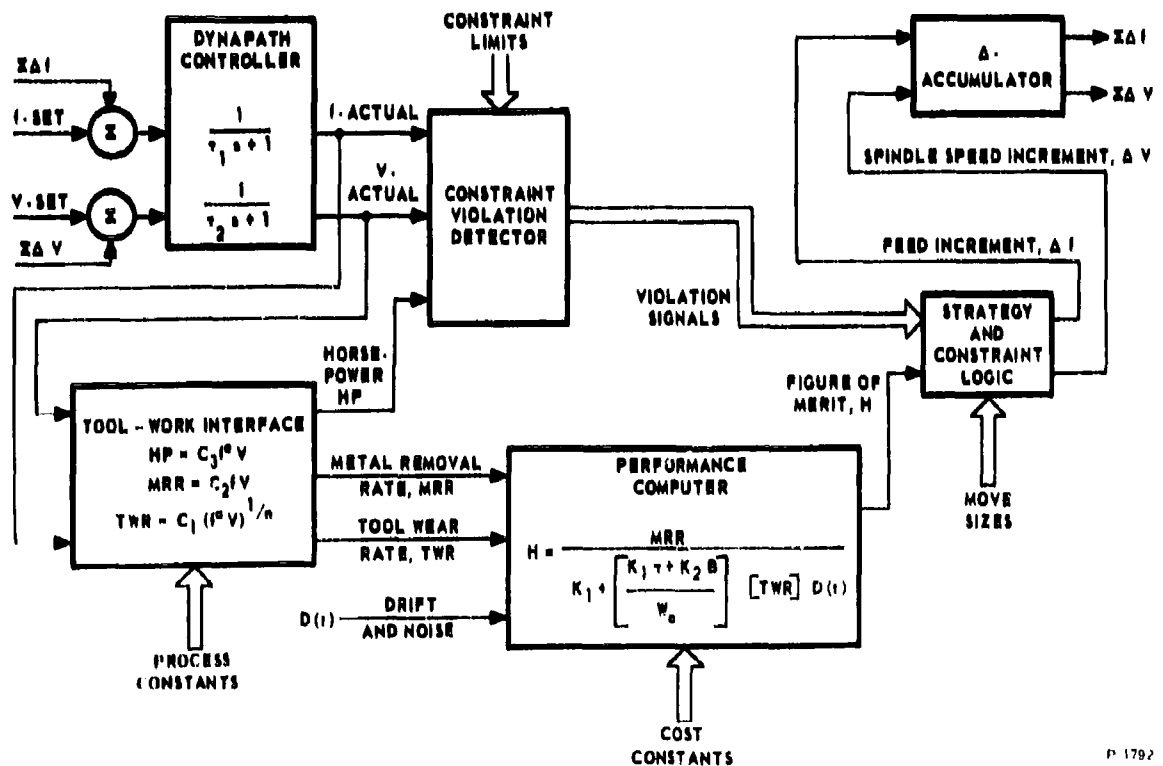 CONSTRAINT
LIMITS
DYNAPATH
CONTROLLER
1
τ1 s + 1
1
τ2 s + 1
ΣΔ f
f-SET
Σ
V-SET
Σ
ΣΔ V
f-ACTUAL
V-
ACTUAL
CONSTRAINT
VIOLATION
DETECTOR
Δ-
ACCUMULATOR
ΣΔ f
ΣΔ V
SPINDLE SPEED INCREMENT, Δ V
FEED INCREMENT, Δ f
VIOLATION
SIGNALS
STRATEGY
AND
CONSTRAINT
LOGIC
MOVE
SIZES
FIGURE OF
MERIT, H
HORSE-
POWER
HP
TOOL - WORK INTERFACE
HP = C3 f^α V
MRR = C2 f V
TWR = C1 (f^α V)^1/n
PROCESS
CONSTANTS
METAL REMOVAL
RATE, MRR
TOOL WEAR
RATE, TWR
D(t)
DRIFT
AND NOISE
PERFORMANCE
COMPUTER
H = MRR
K1 + [K1 τ + K2 B / W0] [TWR] D(t)
COST
CONSTANTS
P 1792